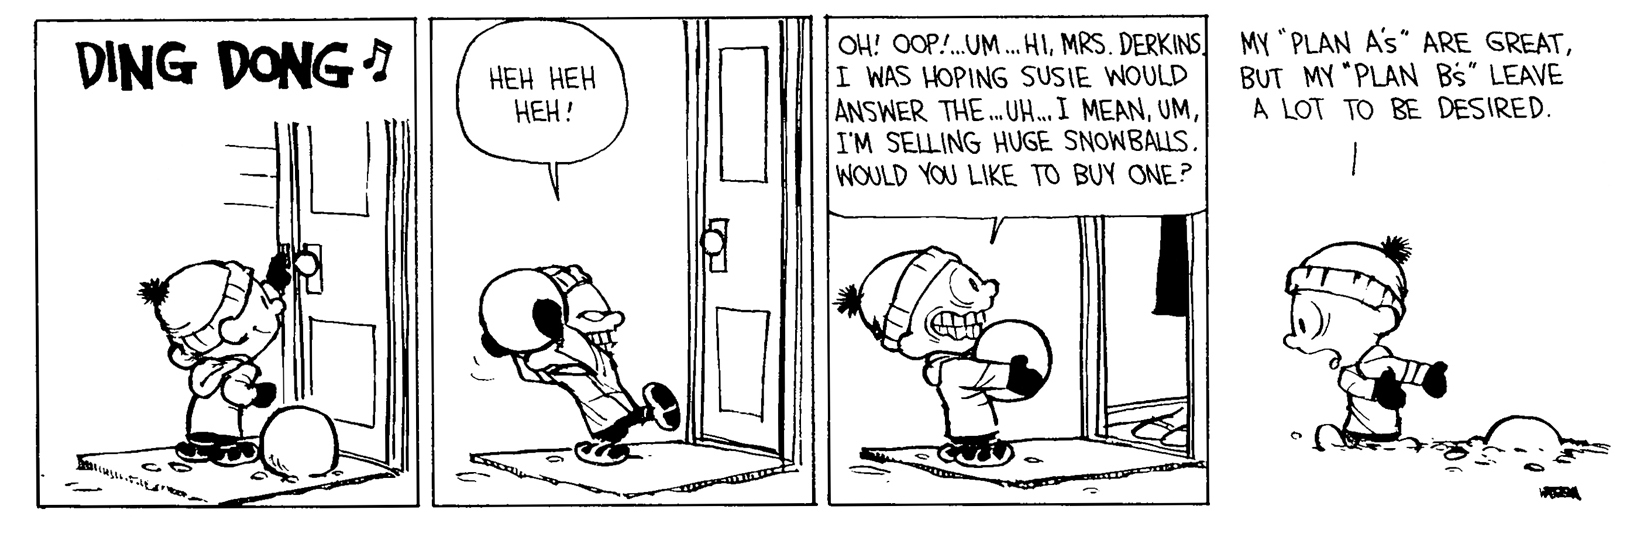 DING DONG♫
HEH HEH
HEH!
OH! OOP!...UM...HI, MRS. DERKINS.
I WAS HOPING SUSIE WOULD
ANSWER THE...UH...I MEAN, UM,
I'M SELLING HUGE SNOWBALLS.
WOULD YOU LIKE TO BUY ONE?
MY "PLAN A's" ARE GREAT,
BUT MY "PLAN B's" LEAVE
A LOT TO BE DESIRED.